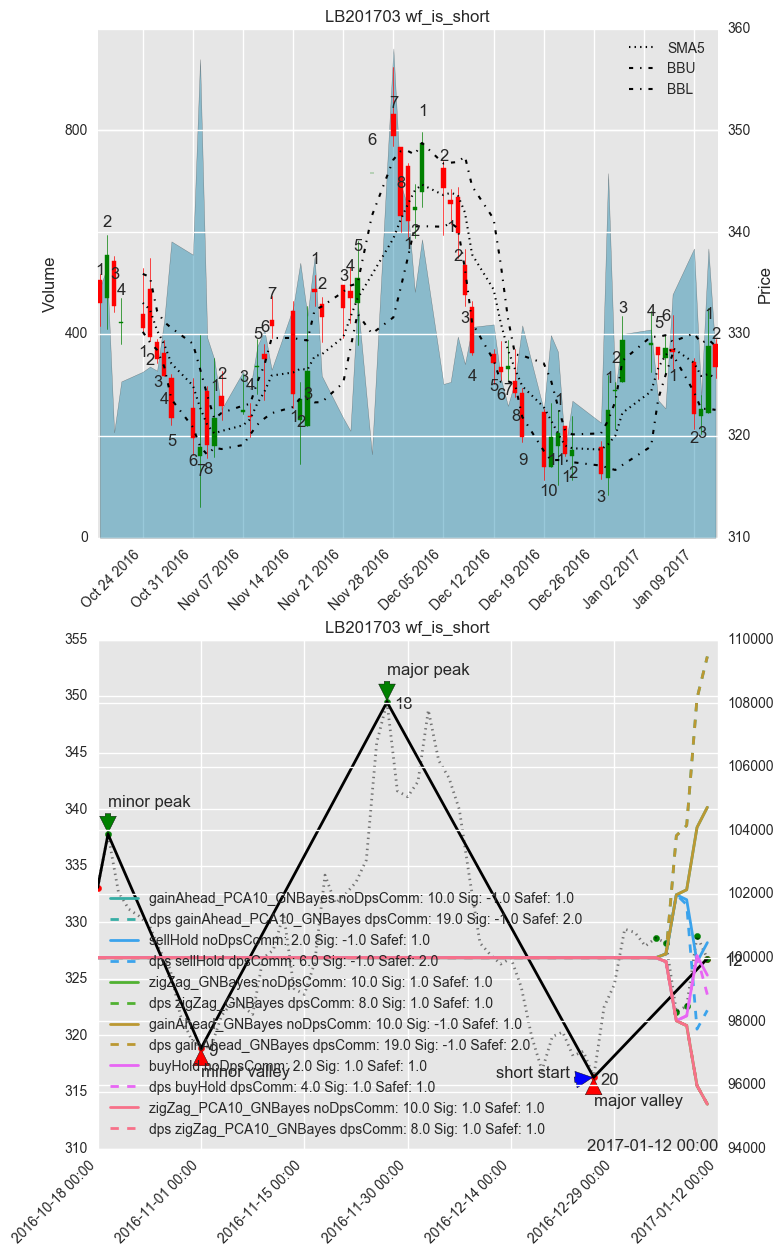 LB201703 wf_is_short
SMA5
BBU
BBL
Volume
Price
800
400
0
360
350
340
330
320
310
Oct 24 2016
Oct 31 2016
Nov 07 2016
Nov 14 2016
Nov 21 2016
Nov 28 2016
Dec 05 2016
Dec 12 2016
Dec 19 2016
Dec 26 2016
Jan 02 2017
Jan 09 2017
LB201703 wf_is_short
355
350
345
340
335
330
325
320
315
310
110000
108000
106000
104000
102000
100000
98000
96000
94000
major peak
18
minor peak
gainAhead_PCA10_GNBayes noDpsComm: 10.0 Sig: -1.0 Safef: 1.0
dps gainAhead_PCA10_GNBayes dpsComm: 19.0 Sig: -1.0 Safef: 2.0
sellHold noDpsComm: 2.0 Sig: -1.0 Safef: 1.0
dps sellHold dpsComm: 6.0 Sig: -1.0 Safef: 2.0
zigZag_GNBayes noDpsComm: 10.0 Sig: 1.0 Safef: 1.0
dps zigZag_GNBayes dpsComm: 8.0 Sig: 1.0 Safef: 1.0
gainAhead_GNBayes noDpsComm: 10.0 Sig: -1.0 Safef: 1.0
dps gainAhead_GNBayes dpsComm: 19.0 Sig: -1.0 Safef: 2.0
buyHold noDpsComm: 2.0 Sig: 1.0 Safef: 1.0
dps buyHold dpsComm: 4.0 Sig: 1.0 Safef: 1.0
zigZag_PCA10_GNBayes noDpsComm: 10.0 Sig: 1.0 Safef: 1.0
dps zigZag_PCA10_GNBayes dpsComm: 8.0 Sig: 1.0 Safef: 1.0
12
9
minor valley
short start
20
major valley
2017-01-12 00:00
2016-10-18 00:00
2016-11-01 00:00
2016-11-15 00:00
2016-11-30 00:00
2016-12-14 00:00
2016-12-29 00:00
2017-01-12 00:00